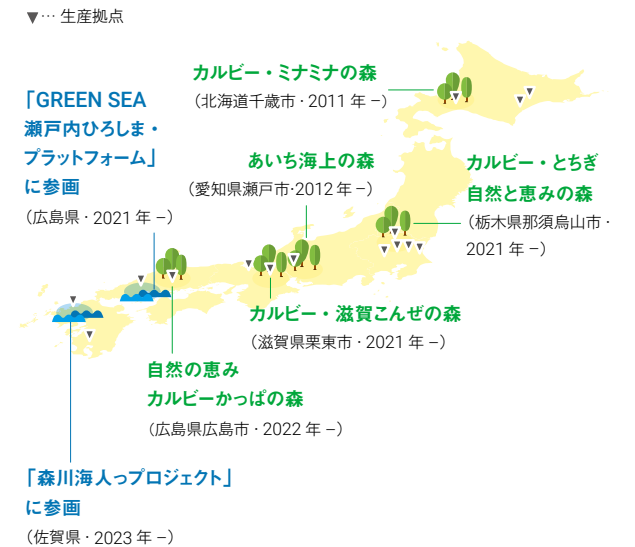 ▼… 生産拠点
カルビー・ミナミナの森
（北海道千歳市・2011 年 –）
「GREEN SEA
瀬戸内ひろしま・
プラットフォーム」
に参画
（広島県・2021 年 –）
あいち海上の森
（愛知県瀬戸市・2012 年 –）
カルビー・とちぎ
自然と恵みの森
（栃木県那須烏山市・
2021 年 –）
カルビー・滋賀こんぜの森
（滋賀県栗東市・2021 年 –）
自然の恵み
カルビーかっぱの森
（広島県広島市・2022 年 –）
「森川海人っプロジェクト」
に参画
（佐賀県・2023 年 –）